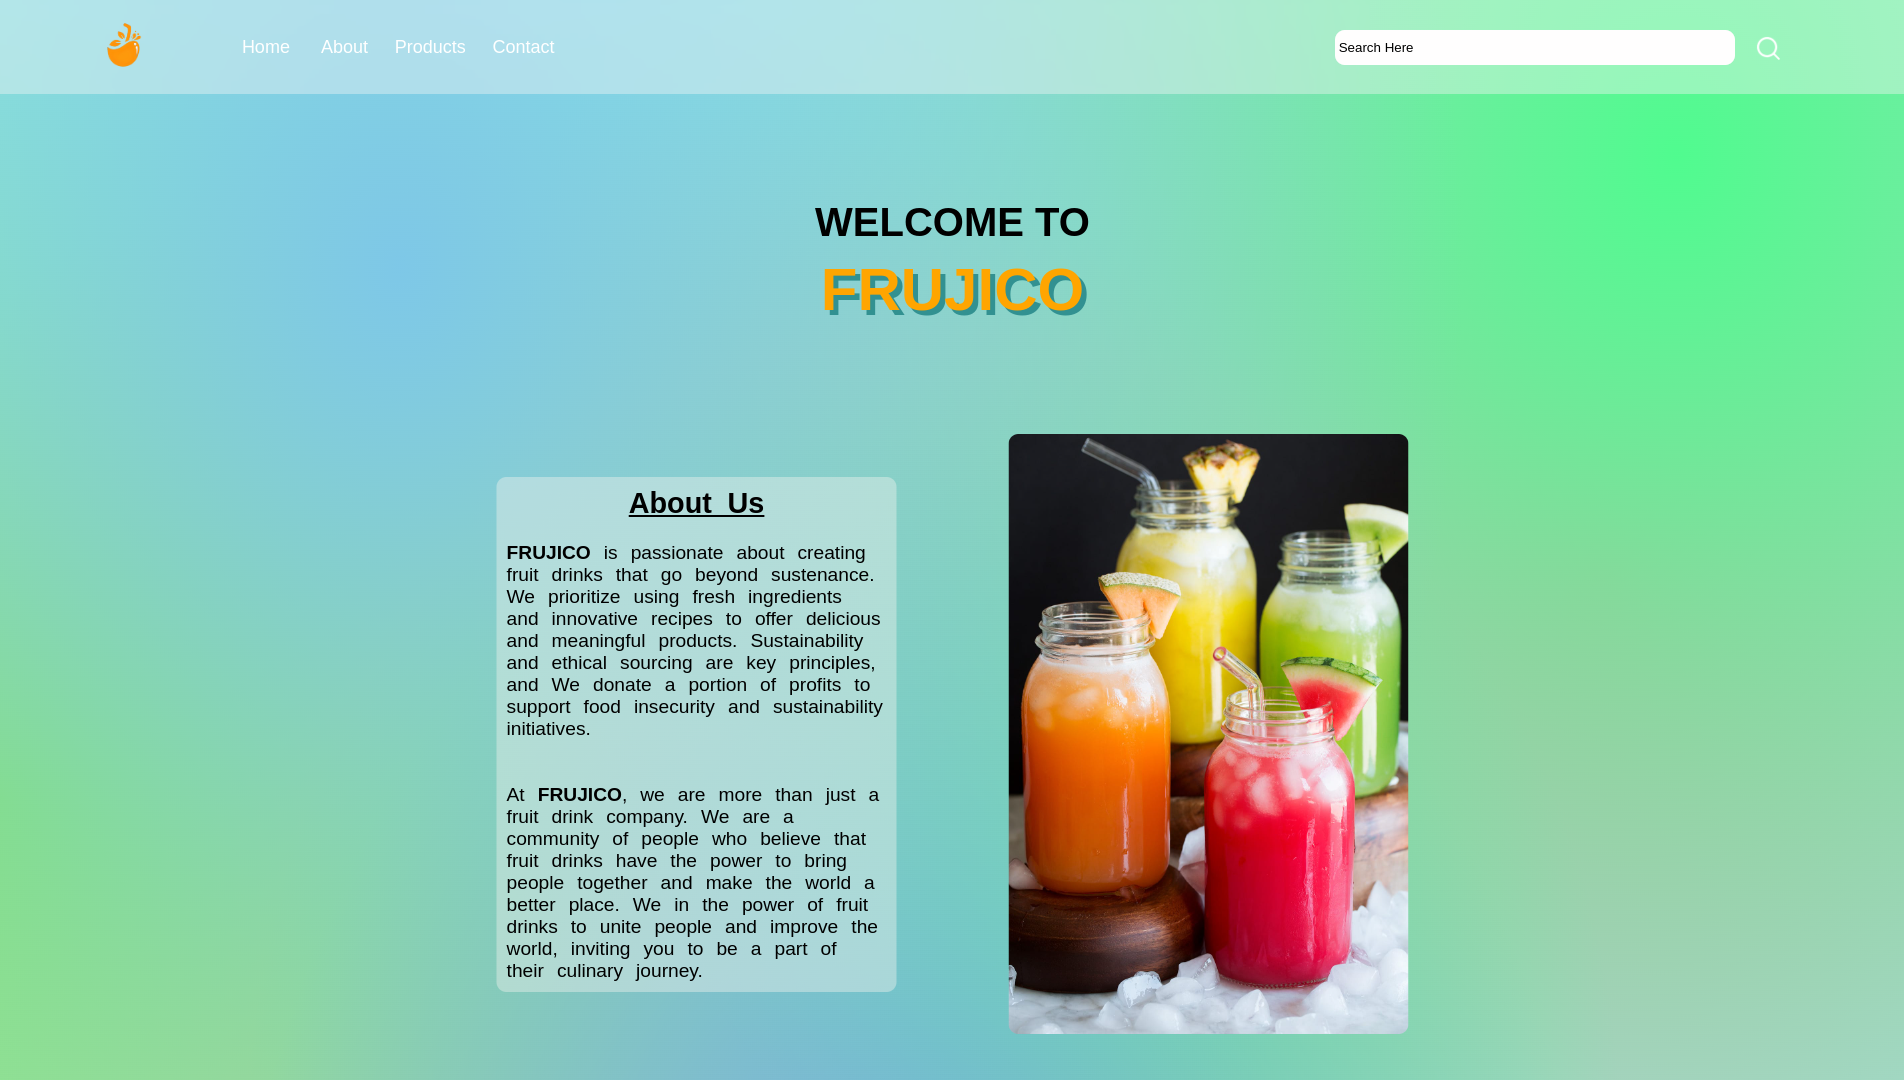 Home About Products Contact
Search Here
WELCOME TO
FRUJICO
About Us
FRUJICO is passionate about creating
fruit drinks that go beyond sustenance.
We prioritize using fresh ingredients
and innovative recipes to offer delicious
and meaningful products. Sustainability
and ethical sourcing are key principles,
and We donate a portion of profits to
support food insecurity and sustainability
initiatives.
At FRUJICO, we are more than just a
fruit drink company. We are a
community of people who believe that
fruit drinks have the power to bring
people together and make the world a
better place. We in the power of fruit
drinks to unite people and improve the
world, inviting you to be a part of
their culinary journey.